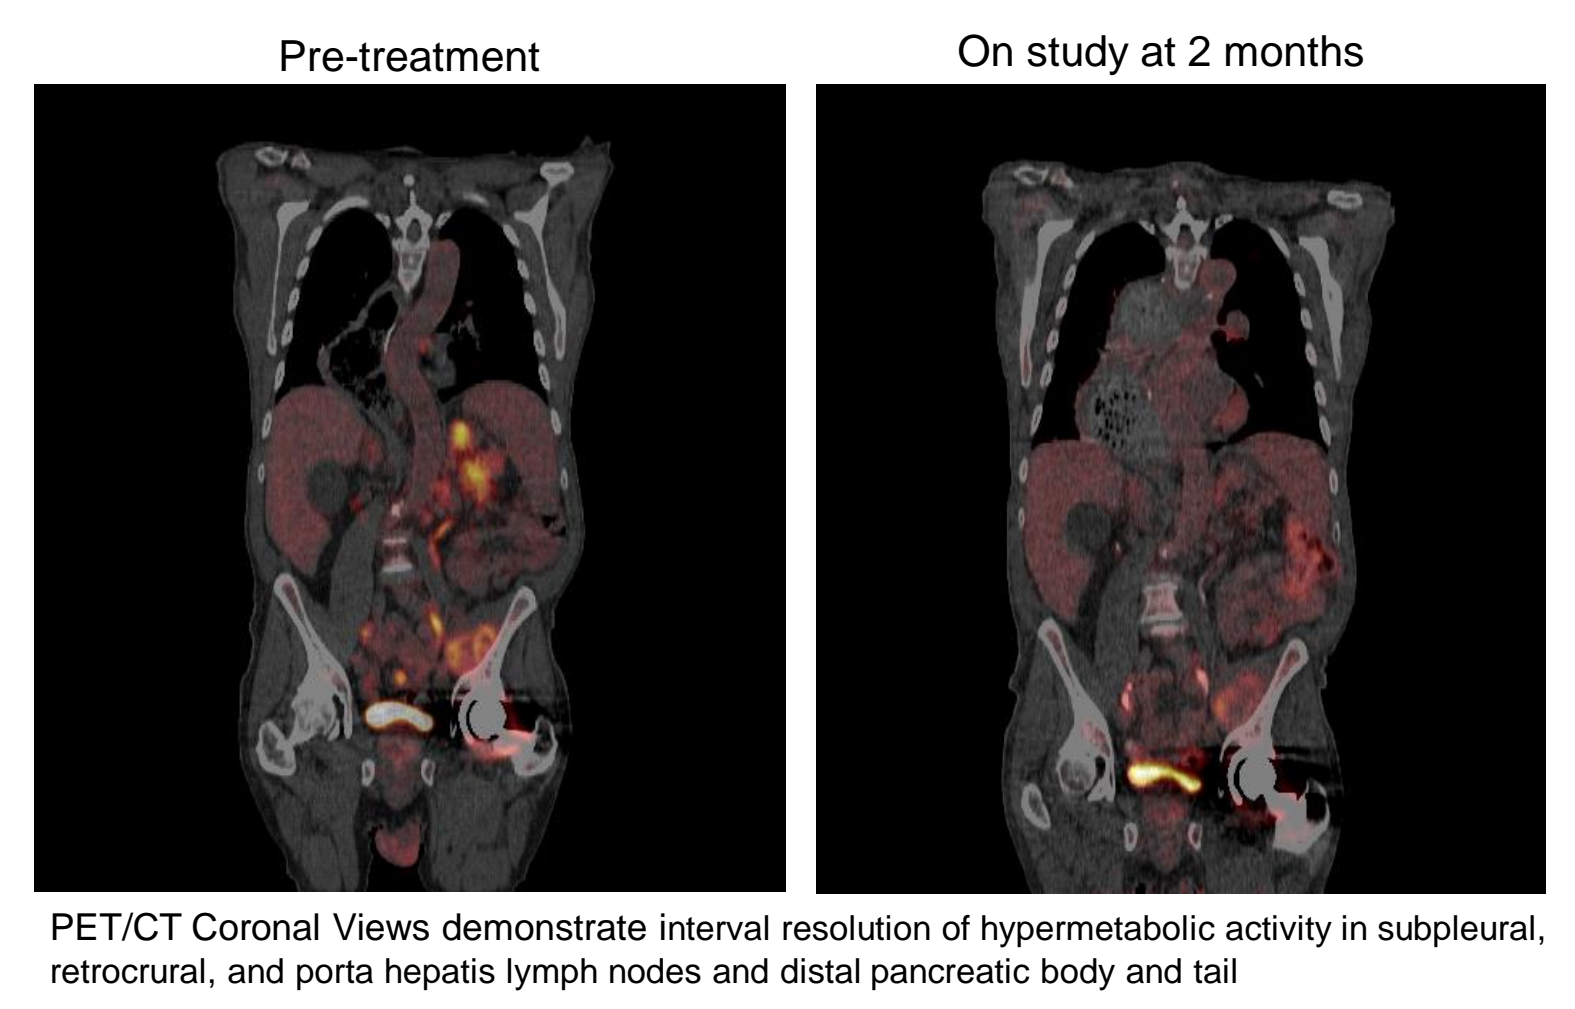 Pre-treatment
On study at 2 months
PET/CT Coronal Views demonstrate interval resolution of hypermetabolic activity in subpleural,
retrocrural, and porta hepatis lymph nodes and distal pancreatic body and tail